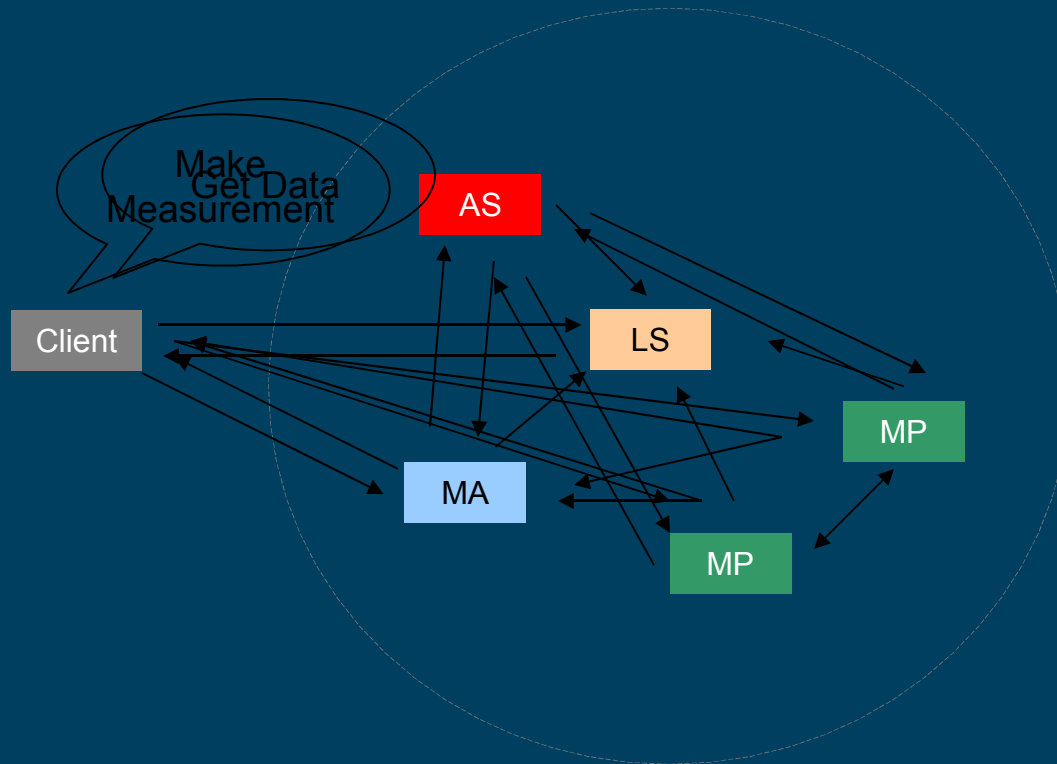 Make
Measurement
Get Data
AS
Client
LS
MP
MA
MP